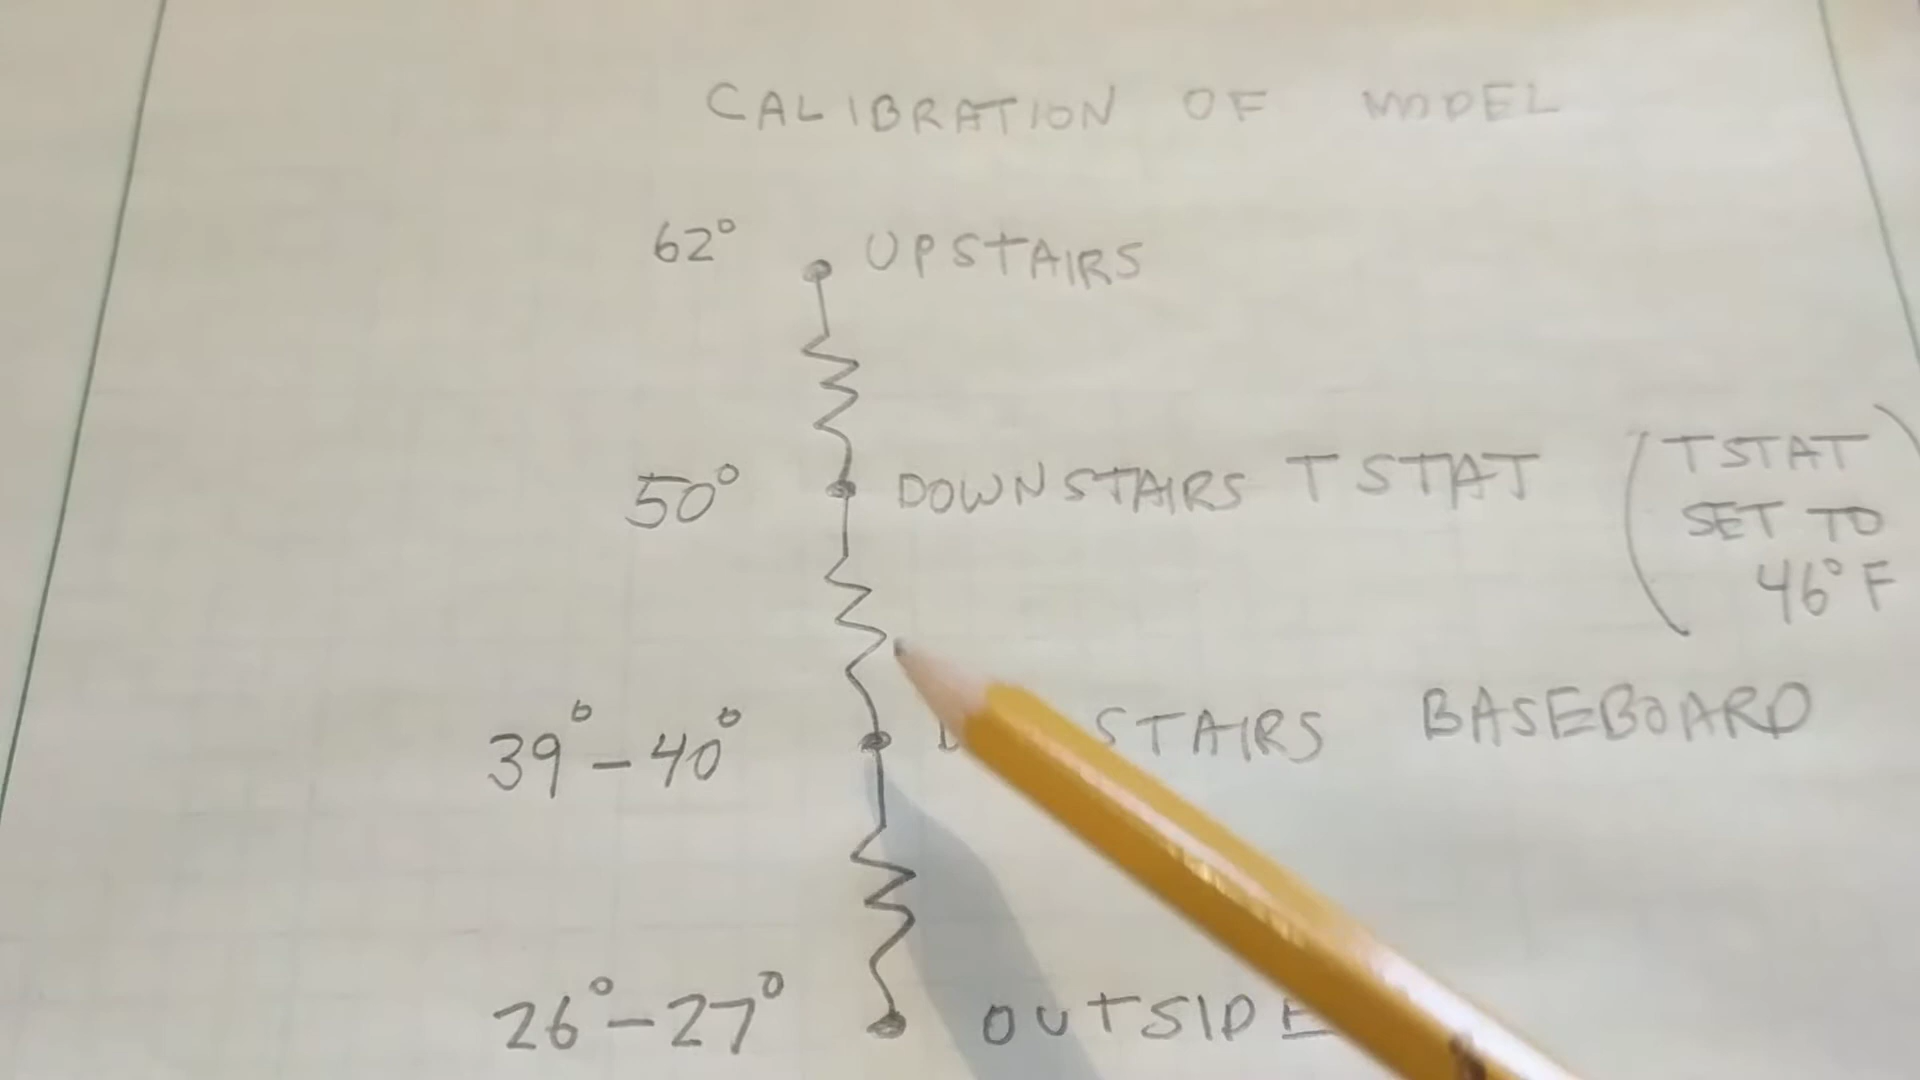 CALIBRATION OF MODEL
62° UPSTAIRS
50° DOWNSTAIRS TSTAT (TSTAT
SET TO
46°F)
39°-40° STAIRS BASEBOARD
26°-27° OUTSIDE